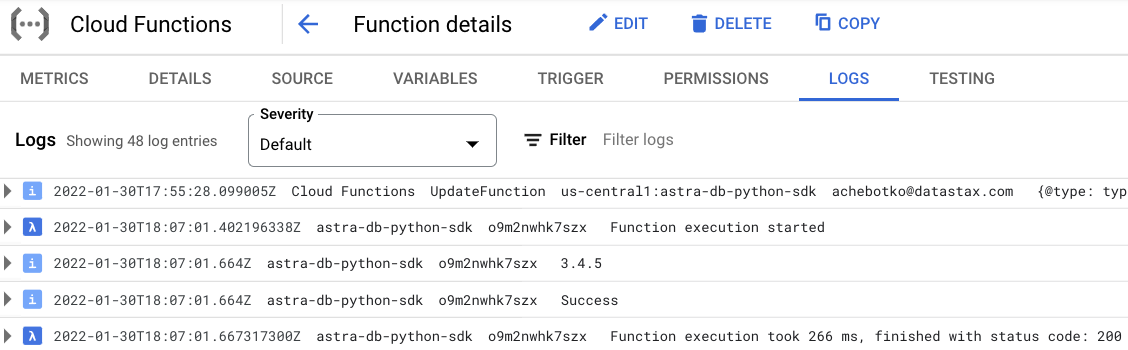 Cloud Functions Function details EDIT DELETE COPY
METRICS DETAILS SOURCE VARIABLES TRIGGER PERMISSIONS LOGS TESTING
Severity
Logs Showing 48 log entries Default Filter Filter logs
i 2022-01-30T17:55:28.099005Z Cloud Functions UpdateFunction us-central1:astra-db-python-sdk achebotko@datastax.com {@type: typ
λ 2022-01-30T18:07:01.402196338Z astra-db-python-sdk o9m2nwhk7szx Function execution started
i 2022-01-30T18:07:01.664Z astra-db-python-sdk o9m2nwhk7szx 3.4.5
i 2022-01-30T18:07:01.664Z astra-db-python-sdk o9m2nwhk7szx Success
λ 2022-01-30T18:07:01.667317300Z astra-db-python-sdk o9m2nwhk7szx Function execution took 266 ms, finished with status code: 200